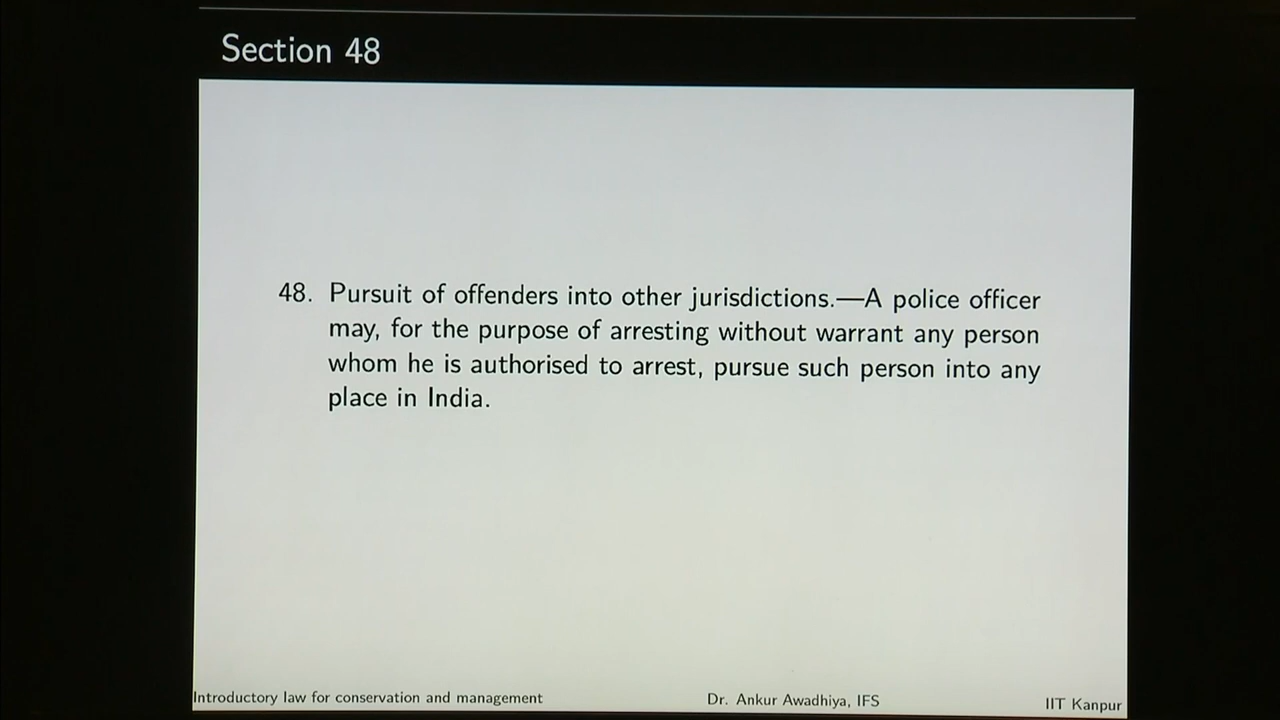 Section 48
48. Pursuit of offenders into other jurisdictions.—A police officer
may, for the purpose of arresting without warrant any person
whom he is authorised to arrest, pursue such person into any
place in India.
Introductory law for conservation and management Dr. Ankur Awadhiya, IFS IIT Kanpur